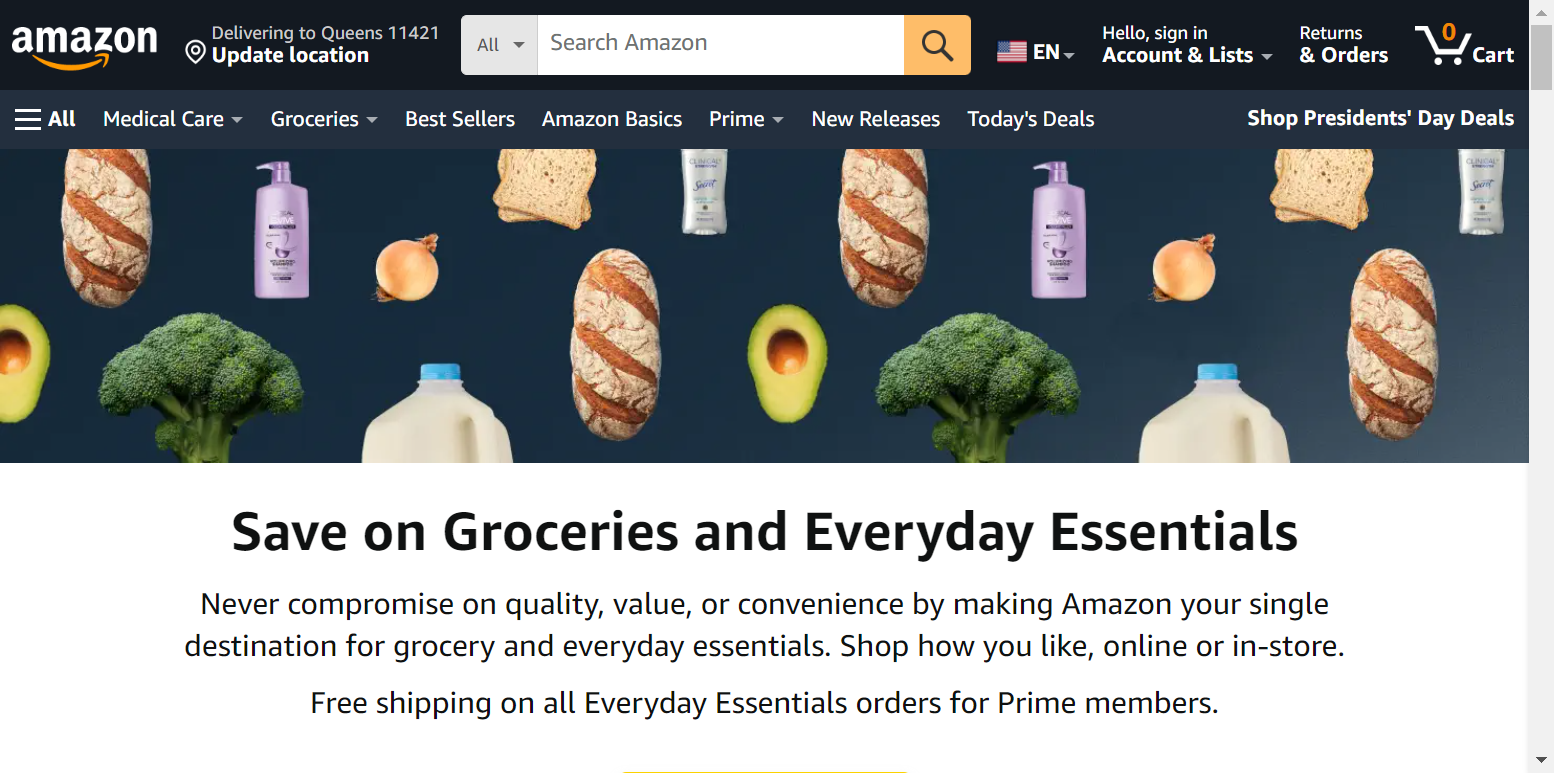 amazon
Delivering to Queens 11421
Update location
All
Search Amazon
EN
Hello, sign in
Account & Lists
Returns
& Orders
0
Cart
All
Medical Care
Groceries
Best Sellers
Amazon Basics
Prime
New Releases
Today's Deals
Shop Presidents' Day Deals
CLINICAL
Secret
CLINICAL
Secret
Save on Groceries and Everyday Essentials
Never compromise on quality, value, or convenience by making Amazon your single
destination for grocery and everyday essentials. Shop how you like, online or in-store.
Free shipping on all Everyday Essentials orders for Prime members.